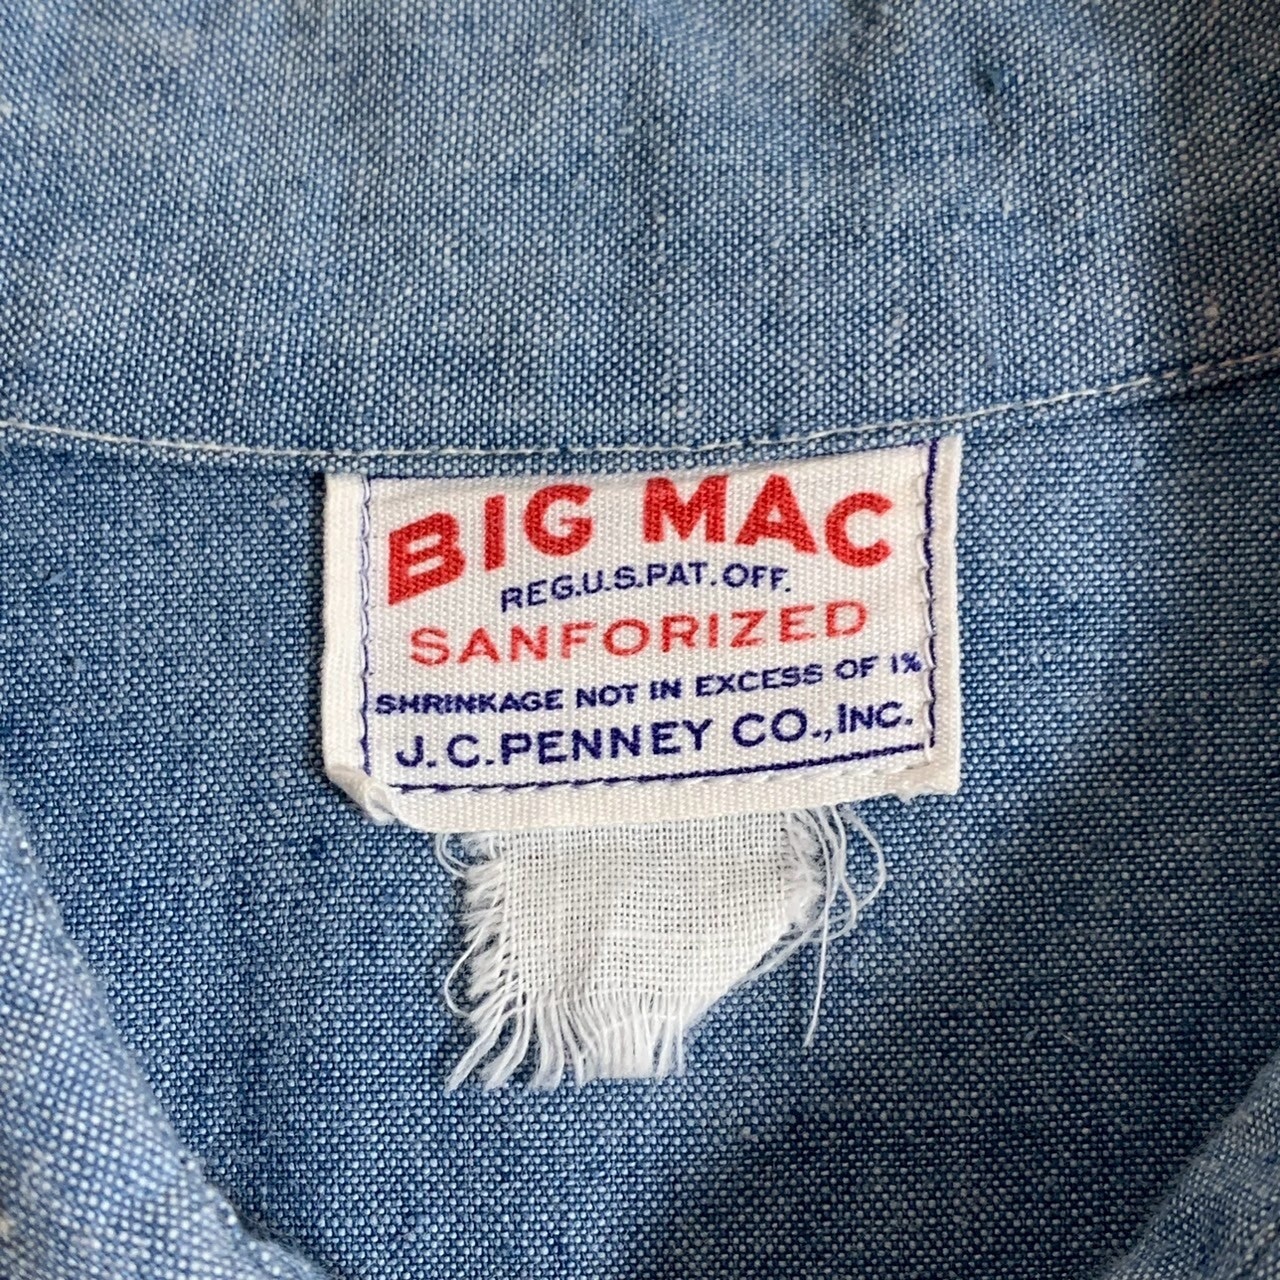 BIG MAC
REG.U.S.PAT.OFF.
SANFORIZED
SHRINKAGE NOT IN EXCESS OF 1%
J.C.PENNEY CO.,INC.